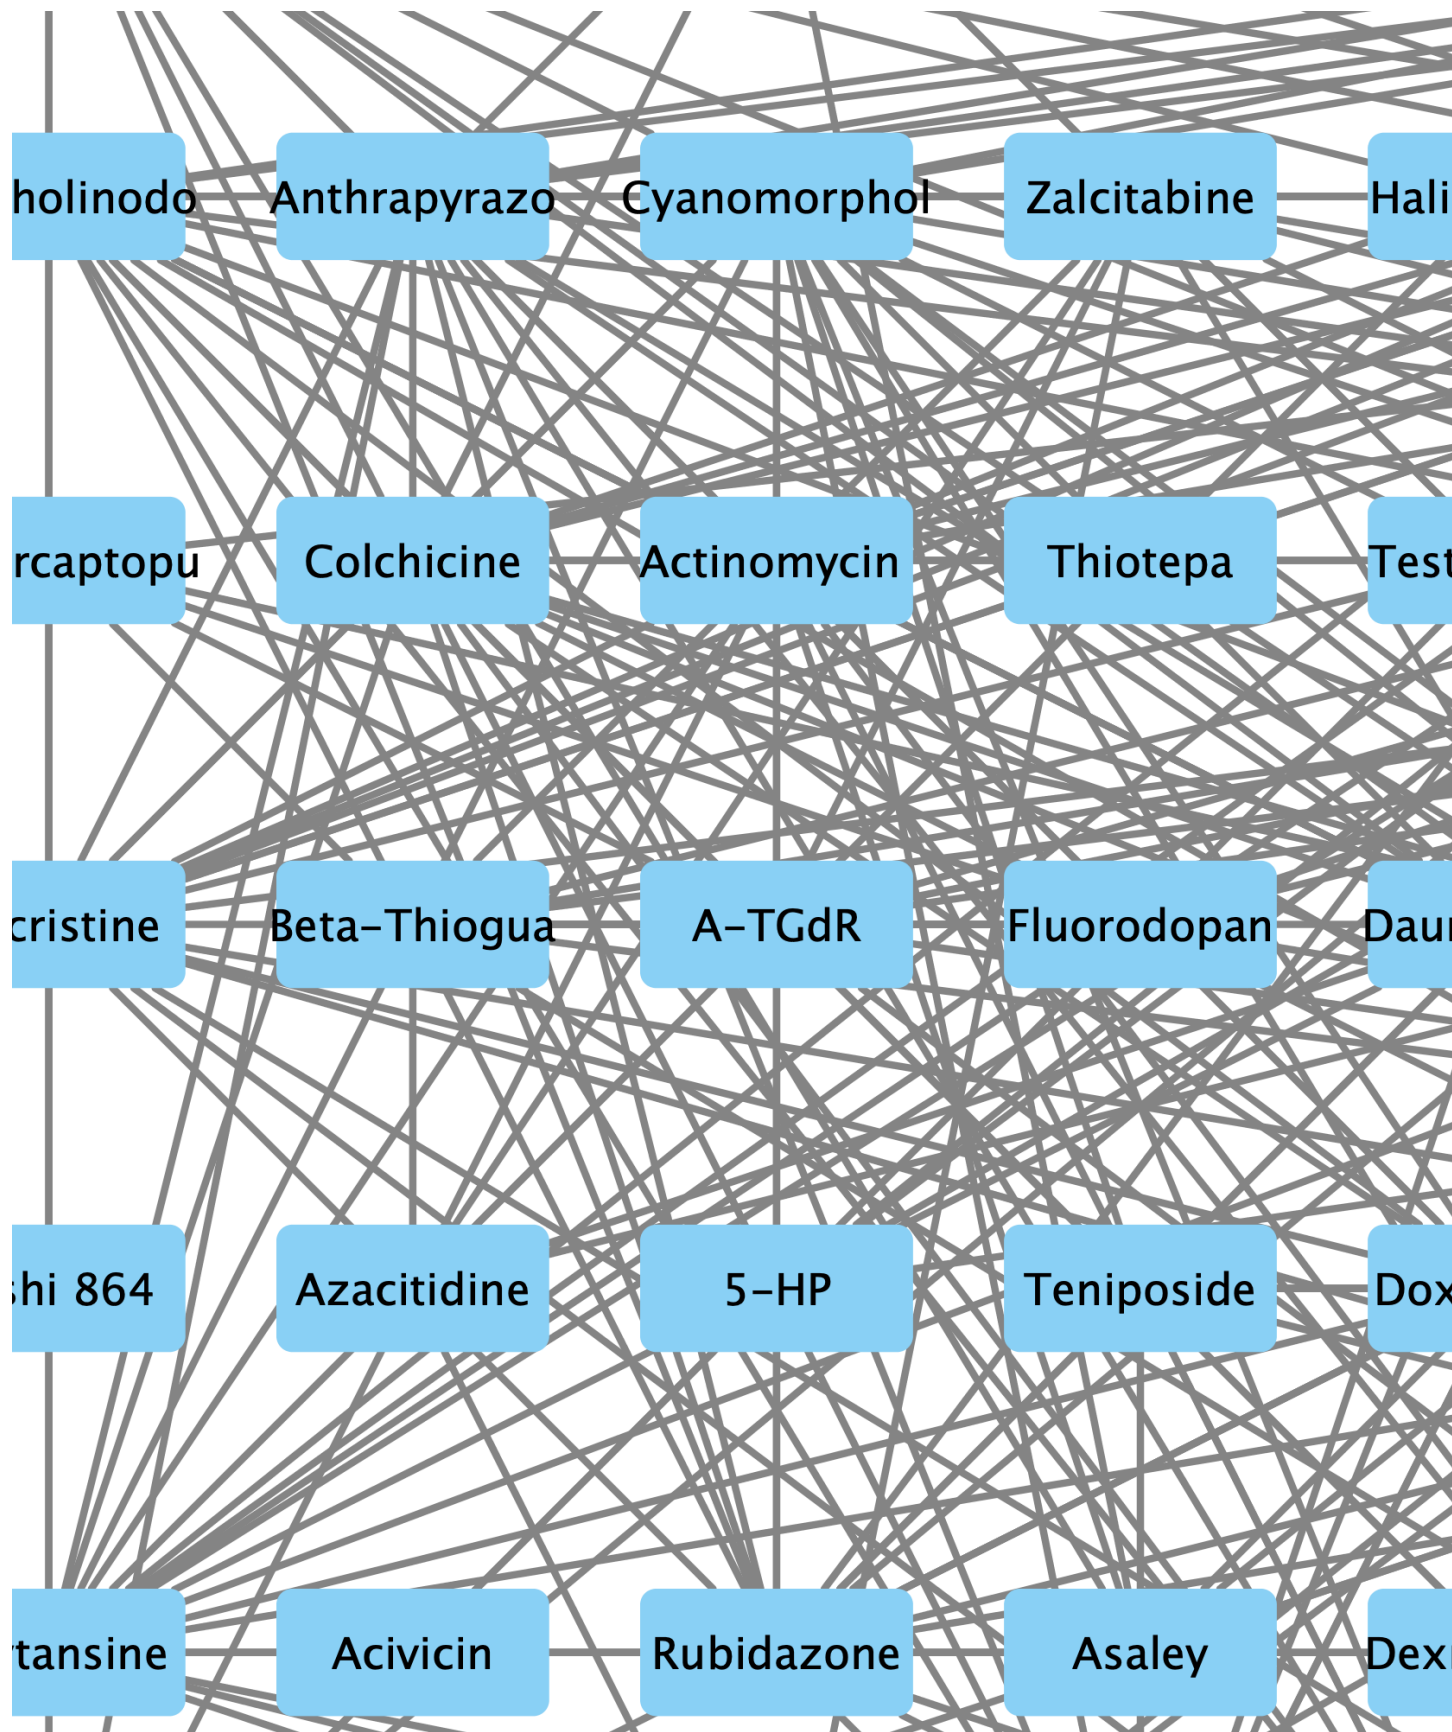 holinodo Anthrapyrazo Cyanomorphol Zalcitabine Hali
rcaptopu Colchicine Actinomycin Thiotepa Test
cristine Beta-Thiogua A-TGdR Fluorodopan Dau
shi 864 Azacitidine 5-HP Teniposide Dox
tansine Acivicin Rubidazone Asaley Dex